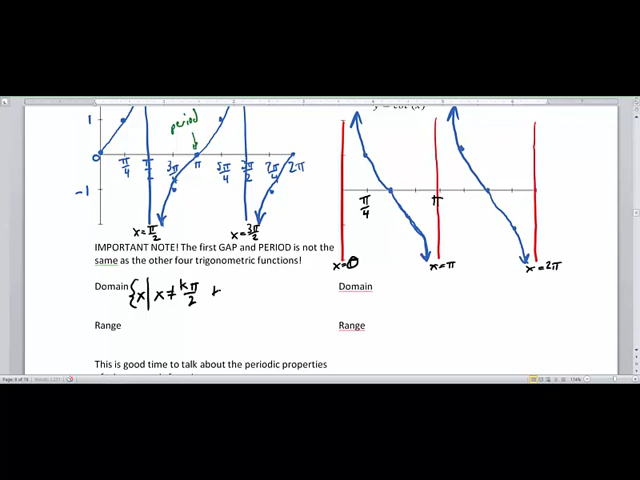 y = cot (x)
1
period
0
π/4
π/2
3π/4
π
5π/4
3π/2
7π/4
2π
-1
x=π/2
x=3π/2
π/4
π
x=0
x=π
x=2π
IMPORTANT NOTE! The first GAP and PERIOD is not the
same as the other four trigonometric functions!
Domain {x | x ≠ kπ/2
Domain
Range
Range
This is good time to talk about the periodic properties